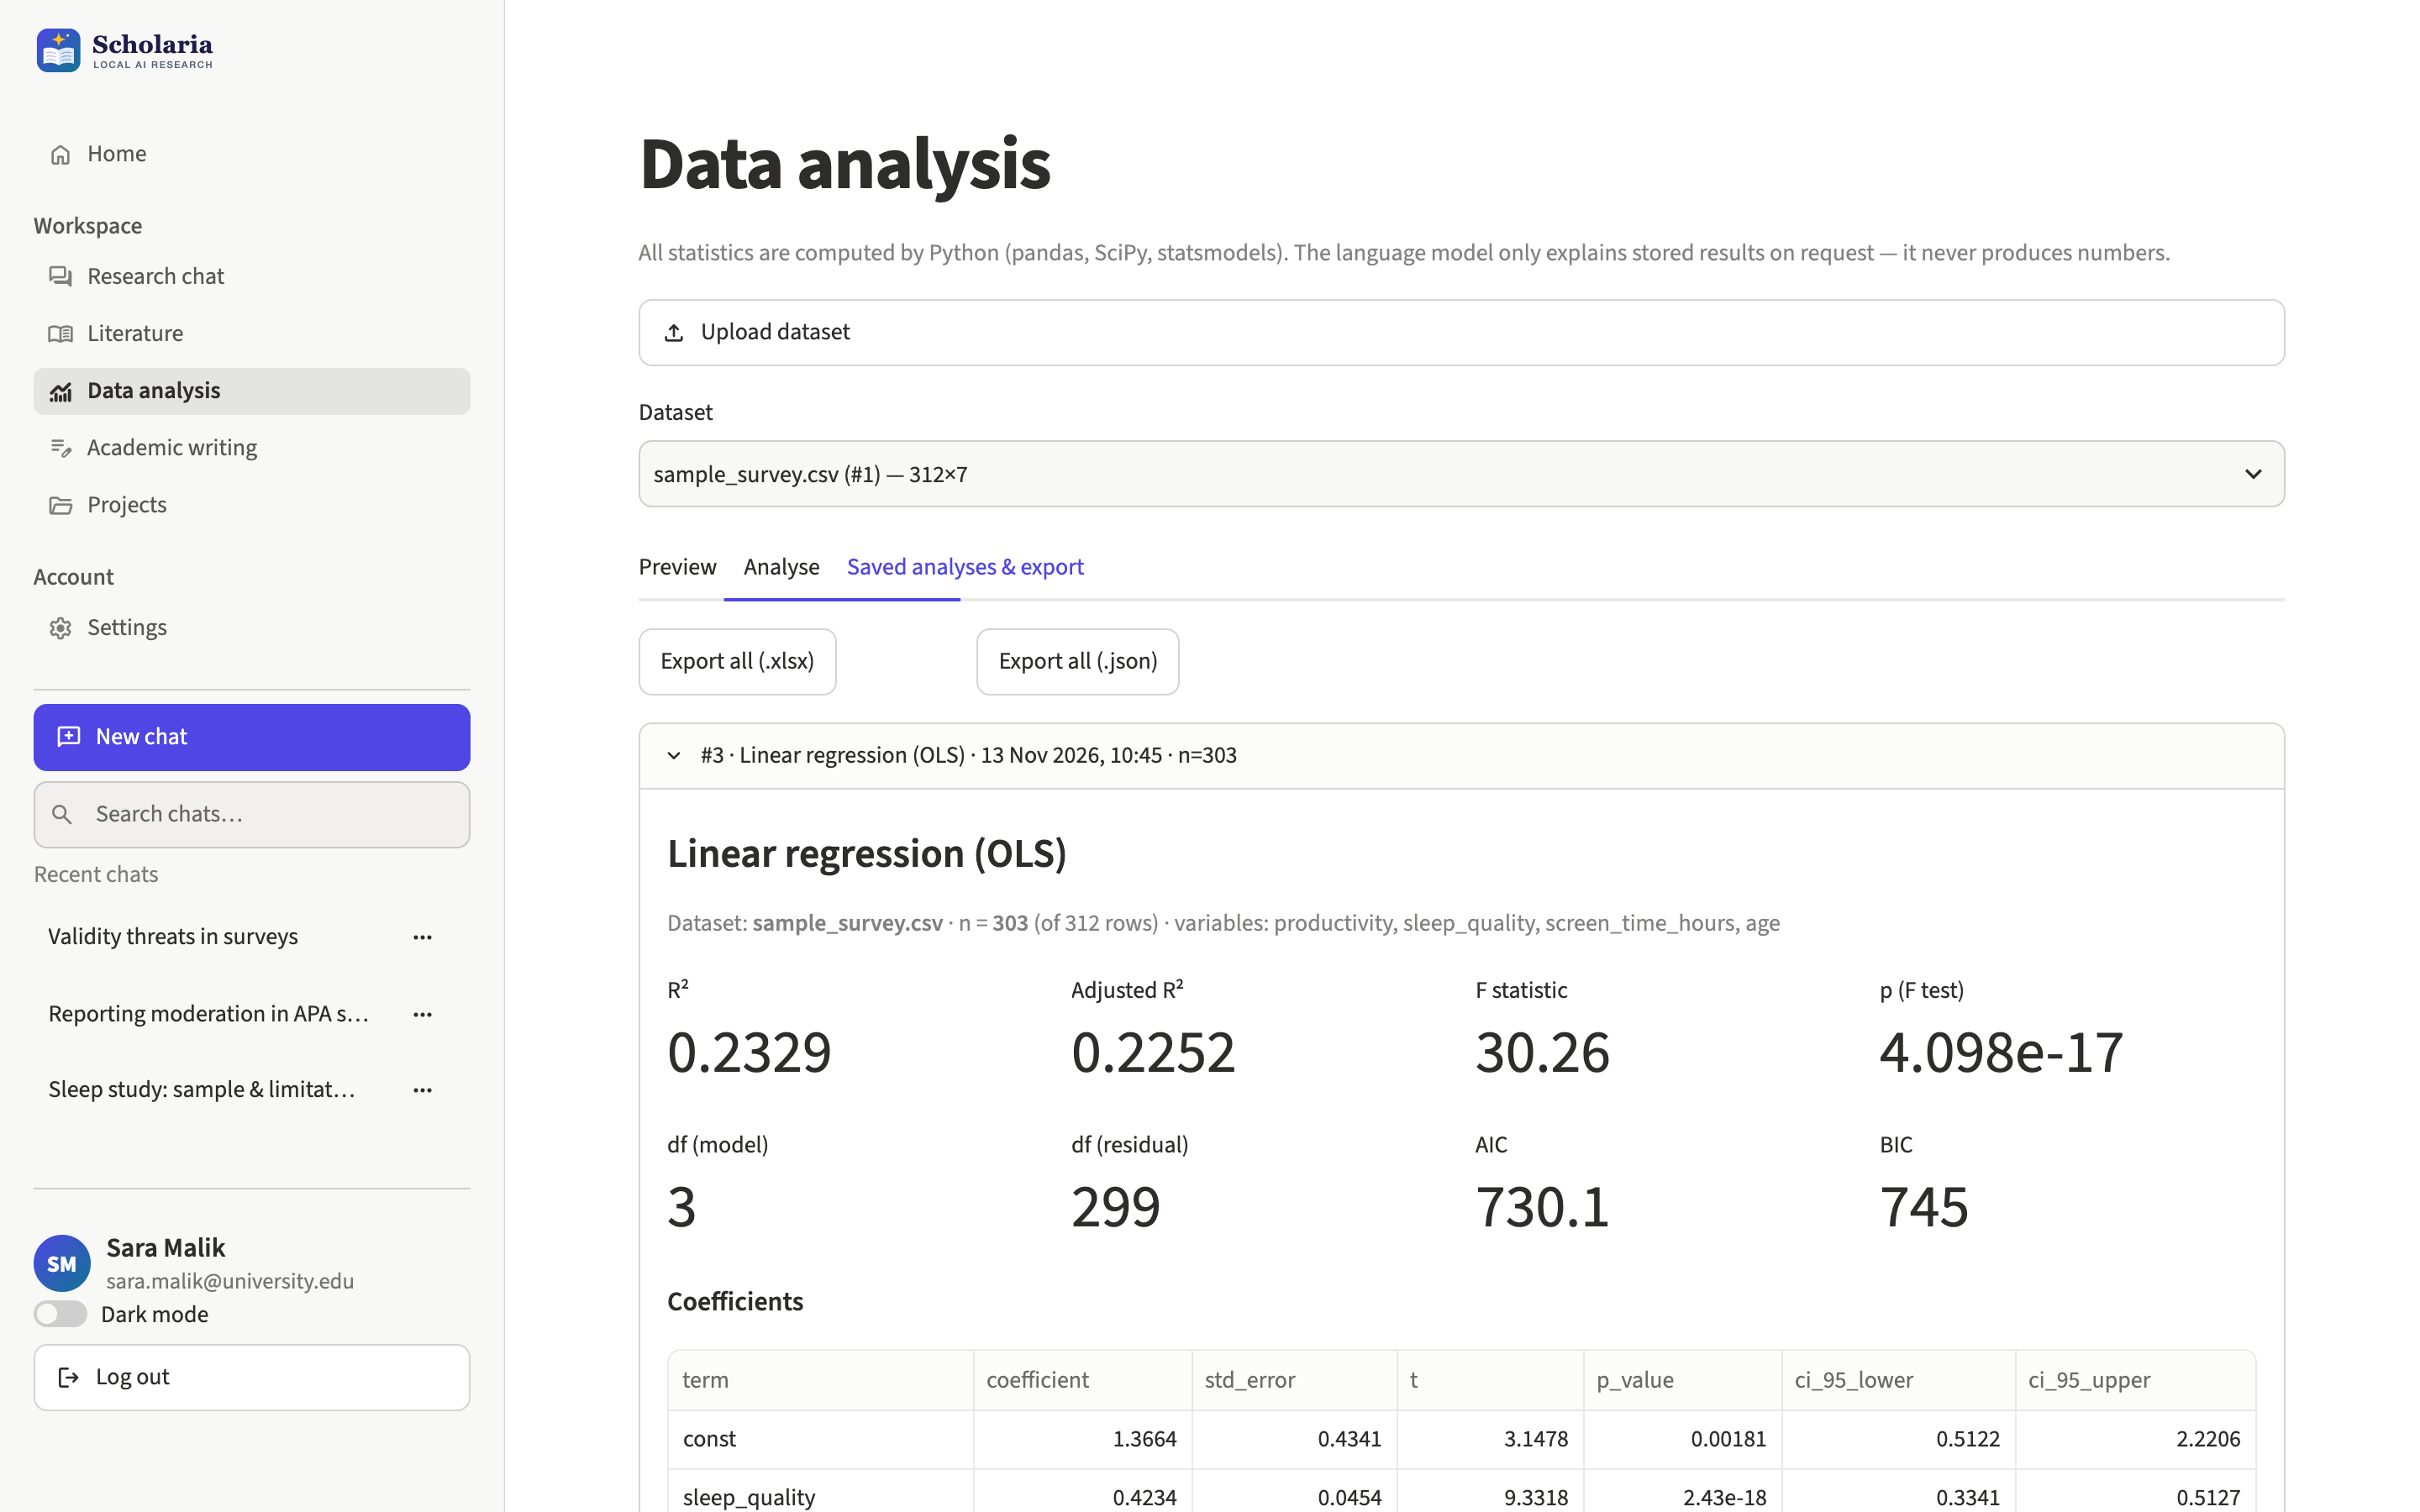 Scholaria
LOCAL AI RESEARCH
Home
Workspace
Research chat
Literature
Data analysis
Academic writing
Projects
Account
Settings
New chat
Search chats…
Recent chats
Validity threats in surveys
Reporting moderation in APA s…
Sleep study: sample & limitat…
SM
Sara Malik
sara.malik@university.edu
Dark mode
Log out
Data analysis
All statistics are computed by Python (pandas, SciPy, statsmodels). The language model only explains stored results on request — it never produces numbers.
Upload dataset
Dataset
sample_survey.csv (#1) — 312×7
Preview Analyse Saved analyses & export
Export all (.xlsx) Export all (.json)
#3 · Linear regression (OLS) · 13 Nov 2026, 10:45 · n=303
Linear regression (OLS)
Dataset: sample_survey.csv · n = 303 (of 312 rows) · variables: productivity, sleep_quality, screen_time_hours, age
R² Adjusted R² F statistic p (F test)
0.2329 0.2252 30.26 4.098e-17
df (model) df (residual) AIC BIC
3 299 730.1 745
Coefficients
term coefficient std_error t p_value ci_95_lower ci_95_upper
const 1.3664 0.4341 3.1478 0.00181 0.5122 2.2206
sleep_quality 0.4234 0.0454 9.3318 2.43e-18 0.3341 0.5127